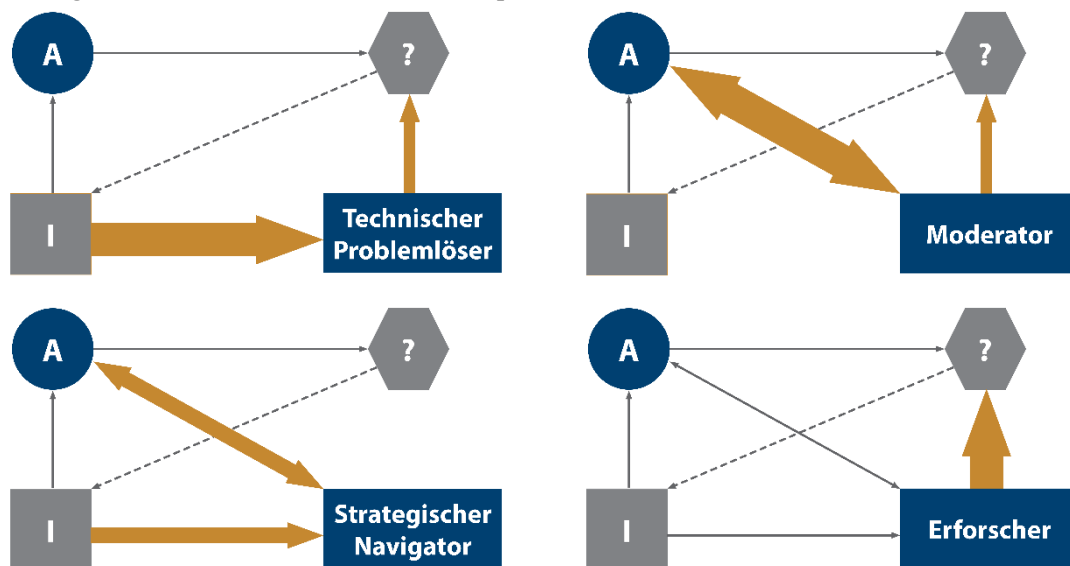 A
?
I
Technischer
Problemlöser
A
?
I
Moderator
A
?
I
Strategischer
Navigator
A
?
I
Erforscher